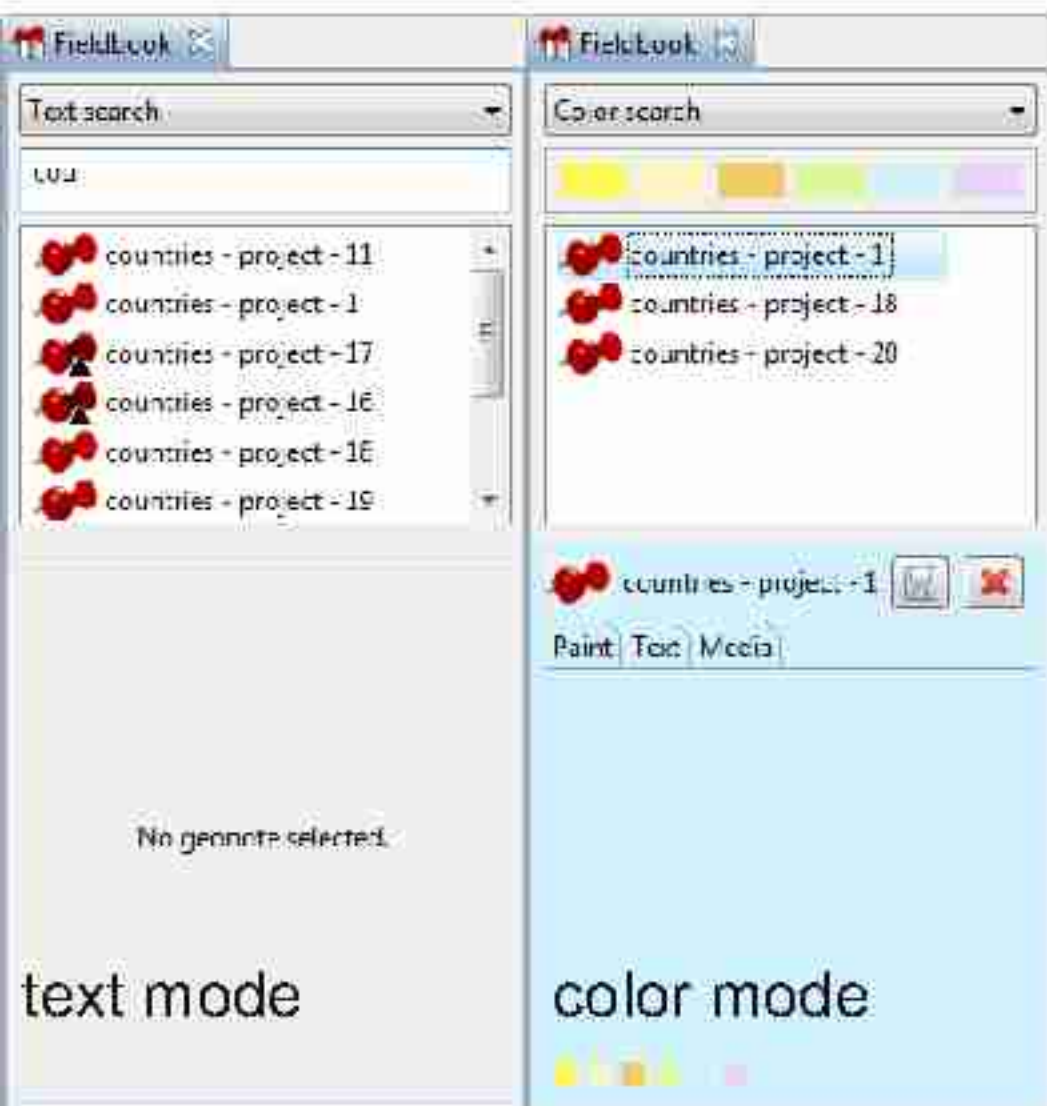 Fieldbook
Text search
cou
countries - project - 11
countries - project - 1
countries - project - 17
countries - project - 16
countries - project -
countries - project - 19
No geonote selected.
text mode
Fieldbook
Color search
countries - project - 1
countries - project - 18
countries - project - 20
countries - project - 1
Paint Text Media
color mode